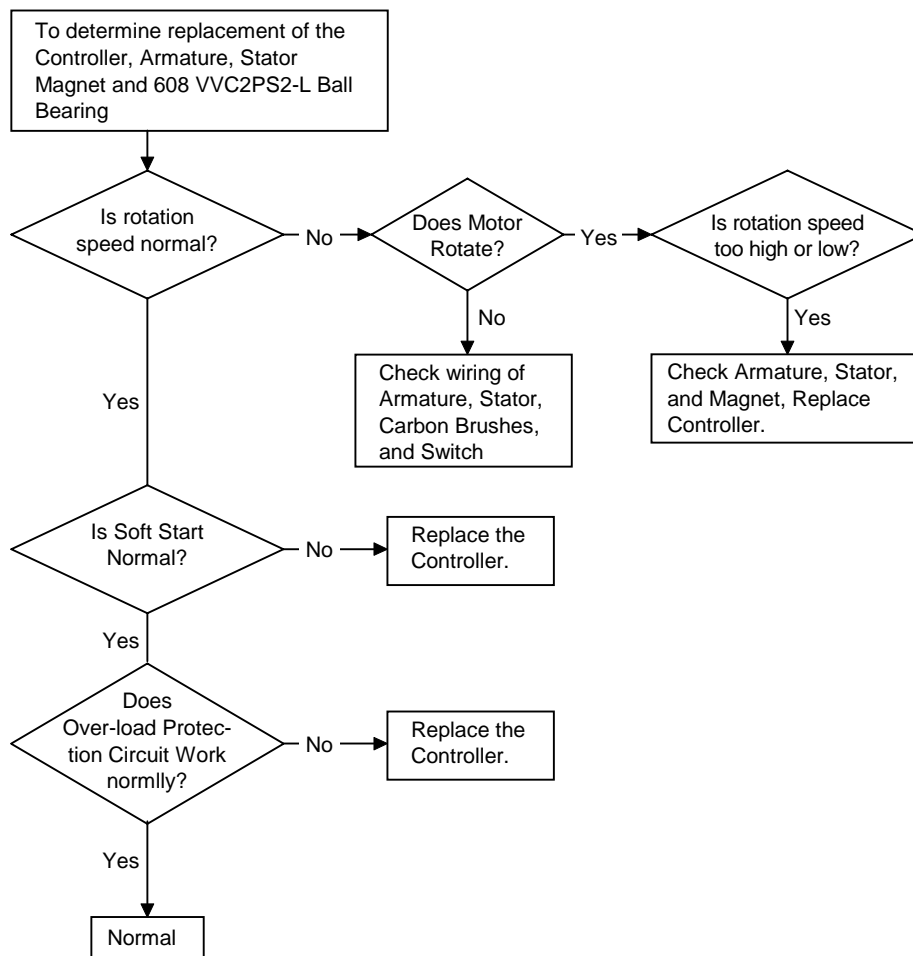 To determine replacement of the
Controller, Armature, Stator
Magnet and 608 VVC2PS2-L Ball
Bearing
Is rotation
speed normal?
No
Does Motor
Rotate?
Yes
Is rotation speed
too high or low?
No
Yes
Check wiring of
Armature, Stator,
Carbon Brushes,
and Switch
Check Armature, Stator,
and Magnet, Replace
Controller.
Yes
Is Soft Start
Normal?
No
Replace the
Controller.
Yes
Does
Over-load Protec-
tion Circuit Work
normlly?
No
Replace the
Controller.
Yes
Normal